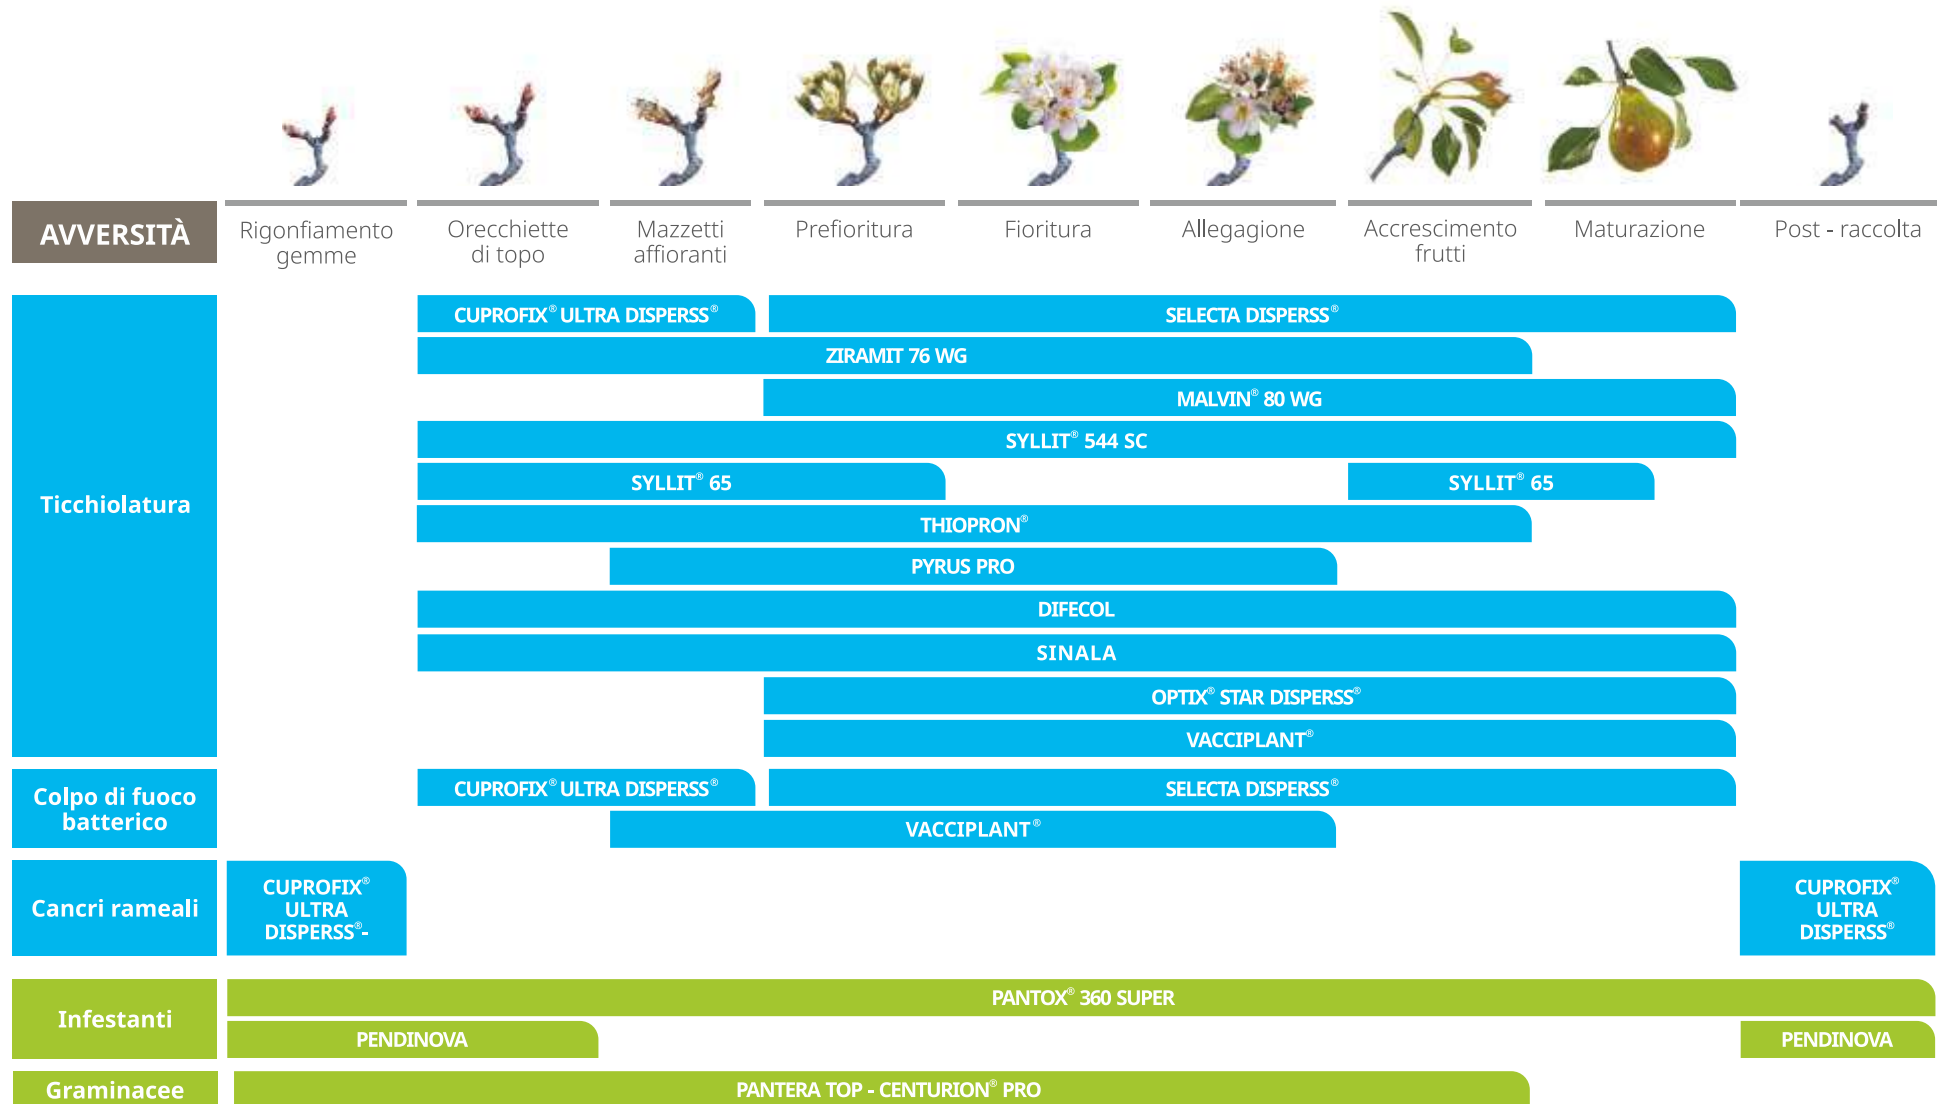 AVVERSITÀ
Rigonfiamento
gemme
Orecchiette
di topo
Mazzetti
affioranti
Prefioritura
Fioritura
Allegagione
Accrescimento
frutti
Maturazione
Post - raccolta
Ticchiolatura
CUPROFIX® ULTRA DISPERSS®
SELECTA DISPERSS®
ZIRAMIT 76 WG
MALVIN® 80 WG
SYLLIT® 544 SC
SYLLIT® 65
SYLLIT® 65
THIOPRON®
PYRUS PRO
DIFECOL
SINALA
OPTIX® STAR DISPERSS®
VACCIPLANT®
Colpo di fuoco
batterico
CUPROFIX® ULTRA DISPERSS®
SELECTA DISPERSS®
VACCIPLANT®
Cancri rameali
CUPROFIX®
ULTRA
DISPERSS®-
CUPROFIX®
ULTRA
DISPERSS®
Infestanti
PANTOX® 360 SUPER
PENDINOVA
PENDINOVA
Graminacee
PANTERA TOP - CENTURION® PRO